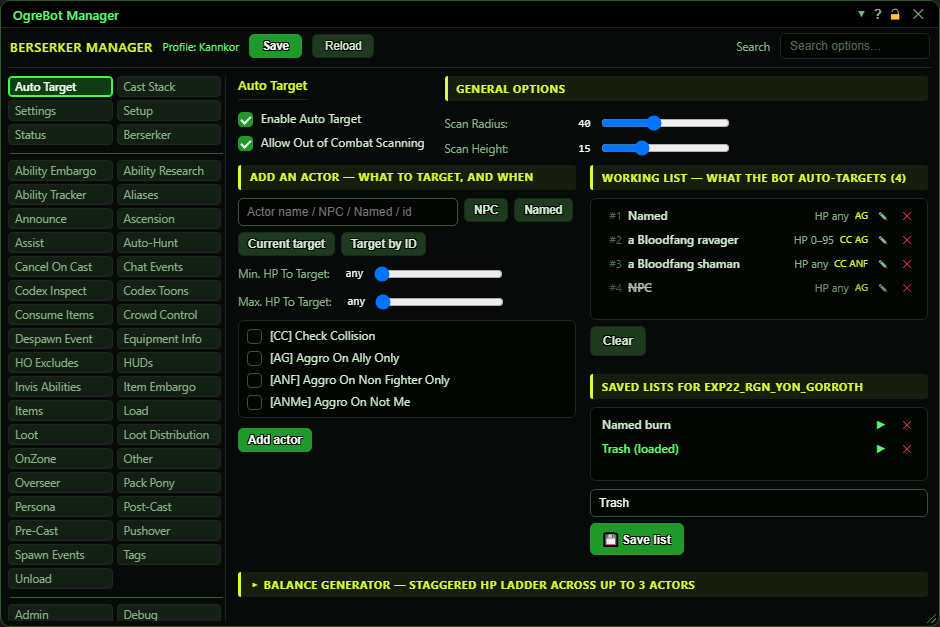 OgreBot Manager
▼ ? 🔓 ✕
BERSERKER MANAGER Profile: Kannkor Save Reload Search Search options...
Auto Target Cast Stack
Settings Setup
Status Berserker
Ability Embargo Ability Research
Ability Tracker Aliases
Announce Ascension
Assist Auto-Hunt
Cancel On Cast Chat Events
Codex Inspect Codex Toons
Consume Items Crowd Control
Despawn Event Equipment Info
HO Excludes HUDs
Invis Abilities Item Embargo
Items Load
Loot Loot Distribution
OnZone Other
Overseer Pack Pony
Persona Post-Cast
Pre-Cast Pushover
Spawn Events Tags
Unload
Admin Debug
Auto Target
Enable Auto Target
Allow Out of Combat Scanning
GENERAL OPTIONS
Scan Radius: 40
Scan Height: 15
ADD AN ACTOR — WHAT TO TARGET, AND WHEN
Actor name / NPC / Named / id NPC Named
Current target Target by ID
Min. HP To Target: any
Max. HP To Target: any
[CC] Check Collision
[AG] Aggro On Ally Only
[ANF] Aggro On Non Fighter Only
[ANMe] Aggro On Not Me
Add actor
WORKING LIST — WHAT THE BOT AUTO-TARGETS (4)
#1 Named HP any AG ✎ ✕
#2 a Bloodfang ravager HP 0–95 CC AG ✎ ✕
#3 a Bloodfang shaman HP any CC ANF ✎ ✕
#4 NPC HP any AG ✎ ✕
Clear
SAVED LISTS FOR EXP22_RGN_YON_GORROTH
Named burn ▶ ✕
Trash (loaded) ▶ ✕
Trash
💾 Save list
▸ BALANCE GENERATOR — STAGGERED HP LADDER ACROSS UP TO 3 ACTORS